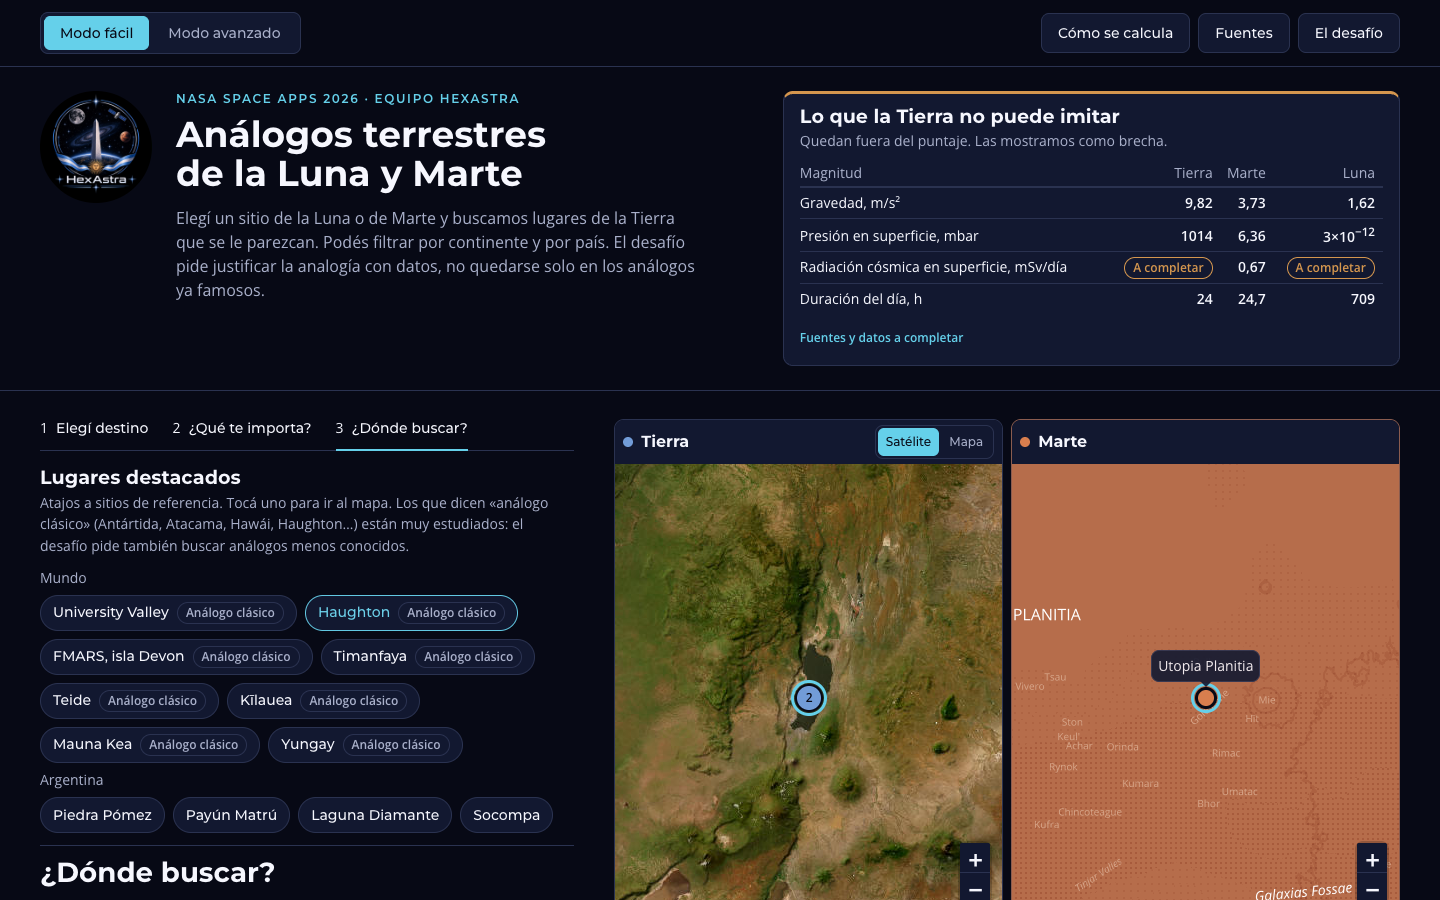 Modo fácil
Modo avanzado
Cómo se calcula
Fuentes
El desafío
HexAstra
NASA SPACE APPS 2026 · EQUIPO HEXASTRA
Análogos terrestres
de la Luna y Marte
Elegí un sitio de la Luna o de Marte y buscamos lugares de la Tierra
que se le parezcan. Podés filtrar por continente y por país. El desafío
pide justificar la analogía con datos, no quedarse solo en los análogos
ya famosos.
Lo que la Tierra no puede imitar
Quedan fuera del puntaje. Las mostramos como brecha.
Magnitud Tierra Marte Luna
Gravedad, m/s² 9,82 3,73 1,62
Presión en superficie, mbar 1014 6,36 3×10⁻¹²
Radiación cósmica en superficie, mSv/día A completar 0,67 A completar
Duración del día, h 24 24,7 709
Fuentes y datos a completar
1 Elegí destino 2 ¿Qué te importa? 3 ¿Dónde buscar?
Lugares destacados
Atajos a sitios de referencia. Tocá uno para ir al mapa. Los que dicen «análogo
clásico» (Antártida, Atacama, Hawái, Haughton…) están muy estudiados: el
desafío pide también buscar análogos menos conocidos.
Mundo
University Valley Análogo clásico Haughton Análogo clásico
FMARS, isla Devon Análogo clásico Timanfaya Análogo clásico
Teide Análogo clásico Kīlauea Análogo clásico
Mauna Kea Análogo clásico Yungay Análogo clásico
Argentina
Piedra Pómez Payún Matrú Laguna Diamante Socompa
¿Dónde buscar?
Tierra
Satélite Mapa
2
+
−
Marte
PLANITIA
Utopia Planitia
Tsau
Vivero
Mie
Hit
Ston
Keul'
Achar
Orinda
Rimac
Rynok
Kumara
Umatac
Bhor
Chincoteague
Kufra
Tinjar Valles
Galaxias Fossae
+
−